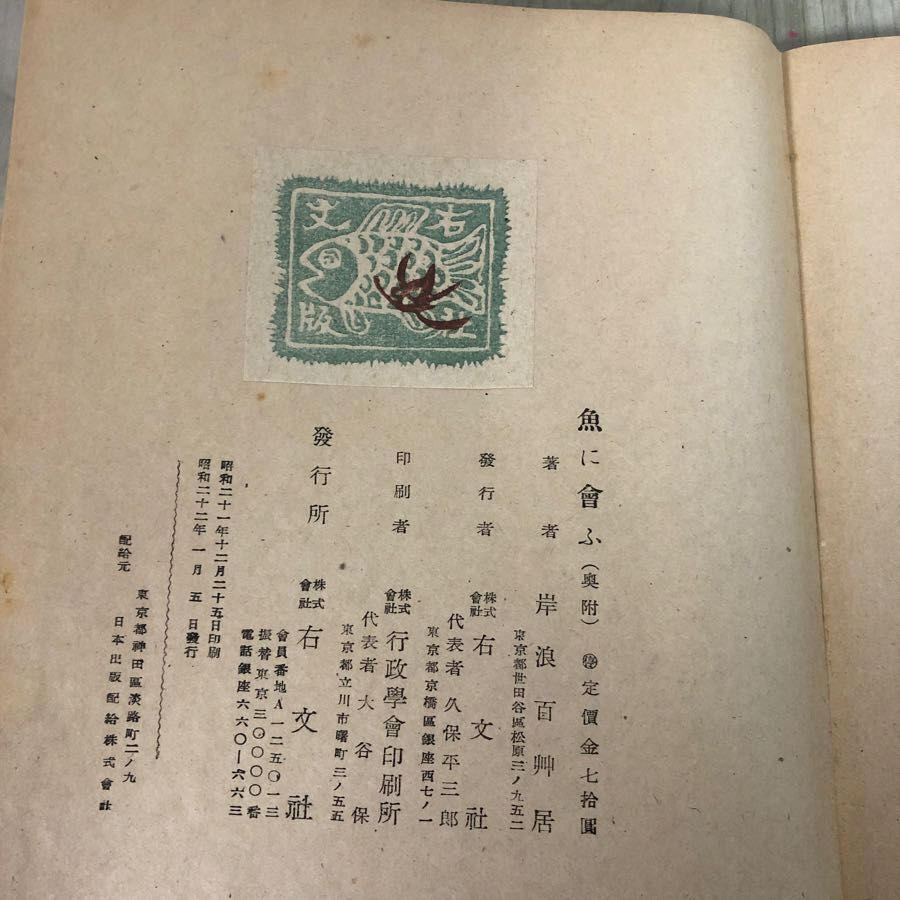 右文
社版
魚に會ふ（奧附） 定價金七拾圓
著者 岸浪百艸居
東京都世田谷區松原三ノ九五二
發行者 株式會社 右文社
代表者 久保平三郎
東京都京橋區銀座西七ノ一
印刷者 株式會社 行政學會印刷所
代表者 大谷保
東京都立川市曙町三ノ五五
發行所 株式會社 右文社
會員番地A一二五〇一三
振替東京三〇〇〇〇番
電話銀座六六〇一六六三
昭和二十一年十二月二十五日印刷
昭和二十二年一月五日發行
配給元 東京都神田區淡路町二ノ九
日本出版配給株式會社